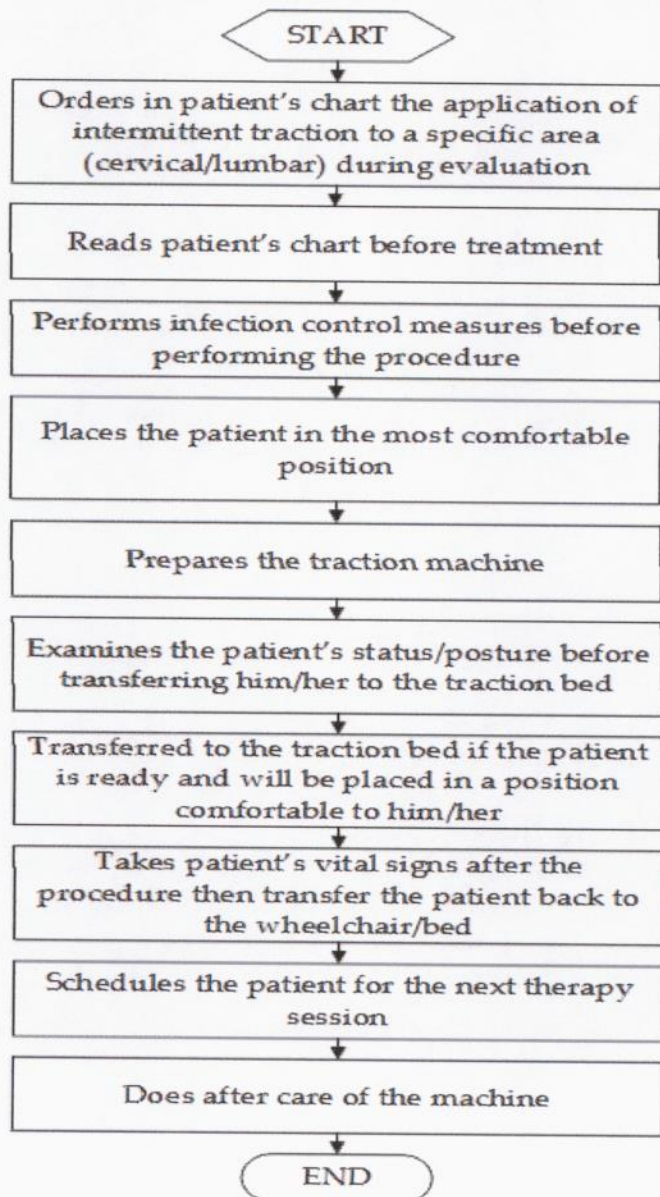 START
Orders in patient's chart the application of
intermittent traction to a specific area
(cervical/lumbar) during evaluation
Reads patient's chart before treatment
Performs infection control measures before
performing the procedure
Places the patient in the most comfortable
position
Prepares the traction machine
Examines the patient's status/posture before
transferring him/her to the traction bed
Transferred to the traction bed if the patient
is ready and will be placed in a position
comfortable to him/her
Takes patient's vital signs after the
procedure then transfer the patient back to
the wheelchair/bed
Schedules the patient for the next therapy
session
Does after care of the machine
END